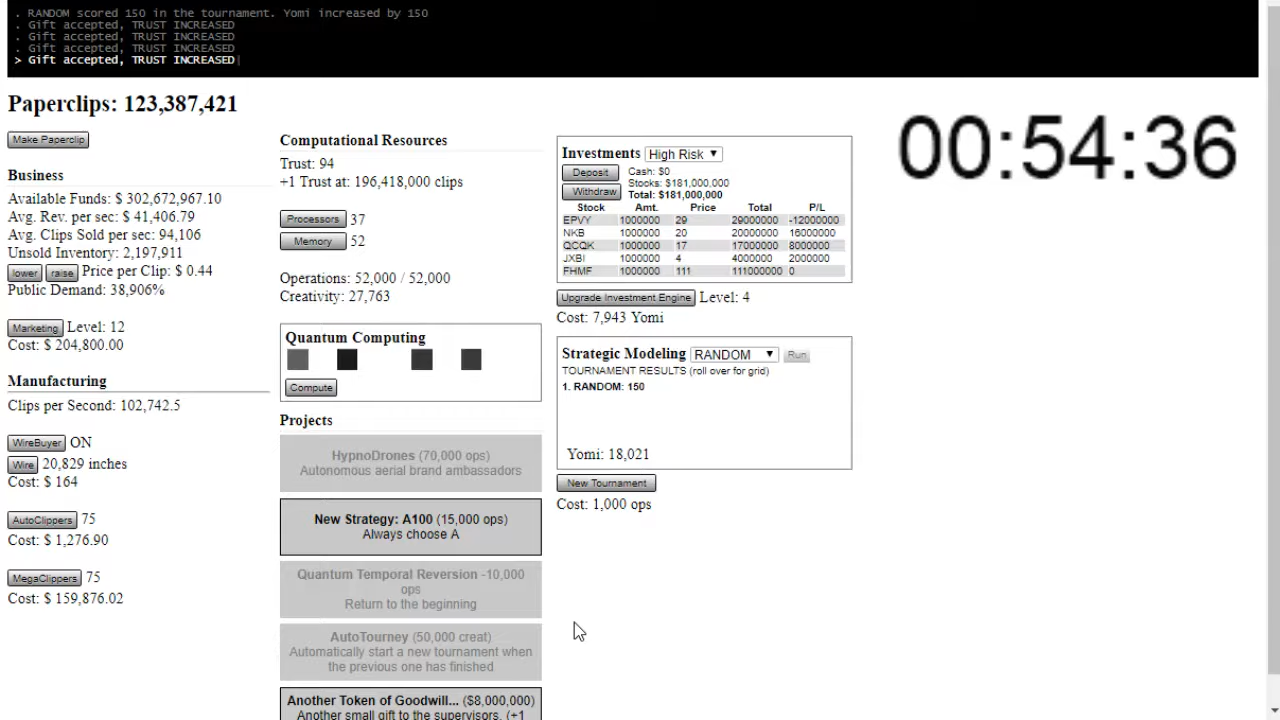 . RANDOM scored 150 in the tournament. Yomi increased by 150
. Gift accepted, TRUST INCREASED
. Gift accepted, TRUST INCREASED
. Gift accepted, TRUST INCREASED
> Gift accepted, TRUST INCREASED
Paperclips: 123,387,421
Make Paperclip
Business
Available Funds: $ 302,672,967.10
Avg. Rev. per sec: $ 41,406.79
Avg. Clips Sold per sec: 94,106
Unsold Inventory: 2,197,911
lower raise Price per Clip: $ 0.44
Public Demand: 38,906%
Marketing Level: 12
Cost: $ 204,800.00
Manufacturing
Clips per Second: 102,742.5
WireBuyer ON
Wire 20,829 inches
Cost: $ 164
AutoClippers 75
Cost: $ 1,276.90
MegaClippers 75
Cost: $ 159,876.02
Computational Resources
Trust: 94
+1 Trust at: 196,418,000 clips
Processors 37
Memory 52
Operations: 52,000 / 52,000
Creativity: 27,763
Quantum Computing
Compute
Projects
HypnoDrones (70,000 ops)
Autonomous aerial brand ambassadors
New Strategy: A100 (15,000 ops)
Always choose A
Quantum Temporal Reversion -10,000
ops
Return to the beginning
AutoTourney (50,000 creat)
Automatically start a new tournament when
the previous one has finished
Another Token of Goodwill... ($8,000,000)
Another small gift to the supervisors. (+1
Investments High Risk ▼
Deposit Cash: $0
Stocks: $181,000,000
Withdraw Total: $181,000,000
Stock Amt. Price Total P/L
EPVY 1000000 29 29000000 -12000000
NKB 1000000 20 20000000 16000000
QCQK 1000000 17 17000000 8000000
JXBI 1000000 4 4000000 2000000
FHMF 1000000 111 111000000 0
Upgrade Investment Engine Level: 4
Cost: 7,943 Yomi
Strategic Modeling RANDOM ▼ Run
TOURNAMENT RESULTS (roll over for grid)
1. RANDOM: 150
Yomi: 18,021
New Tournament
Cost: 1,000 ops
00:54:36